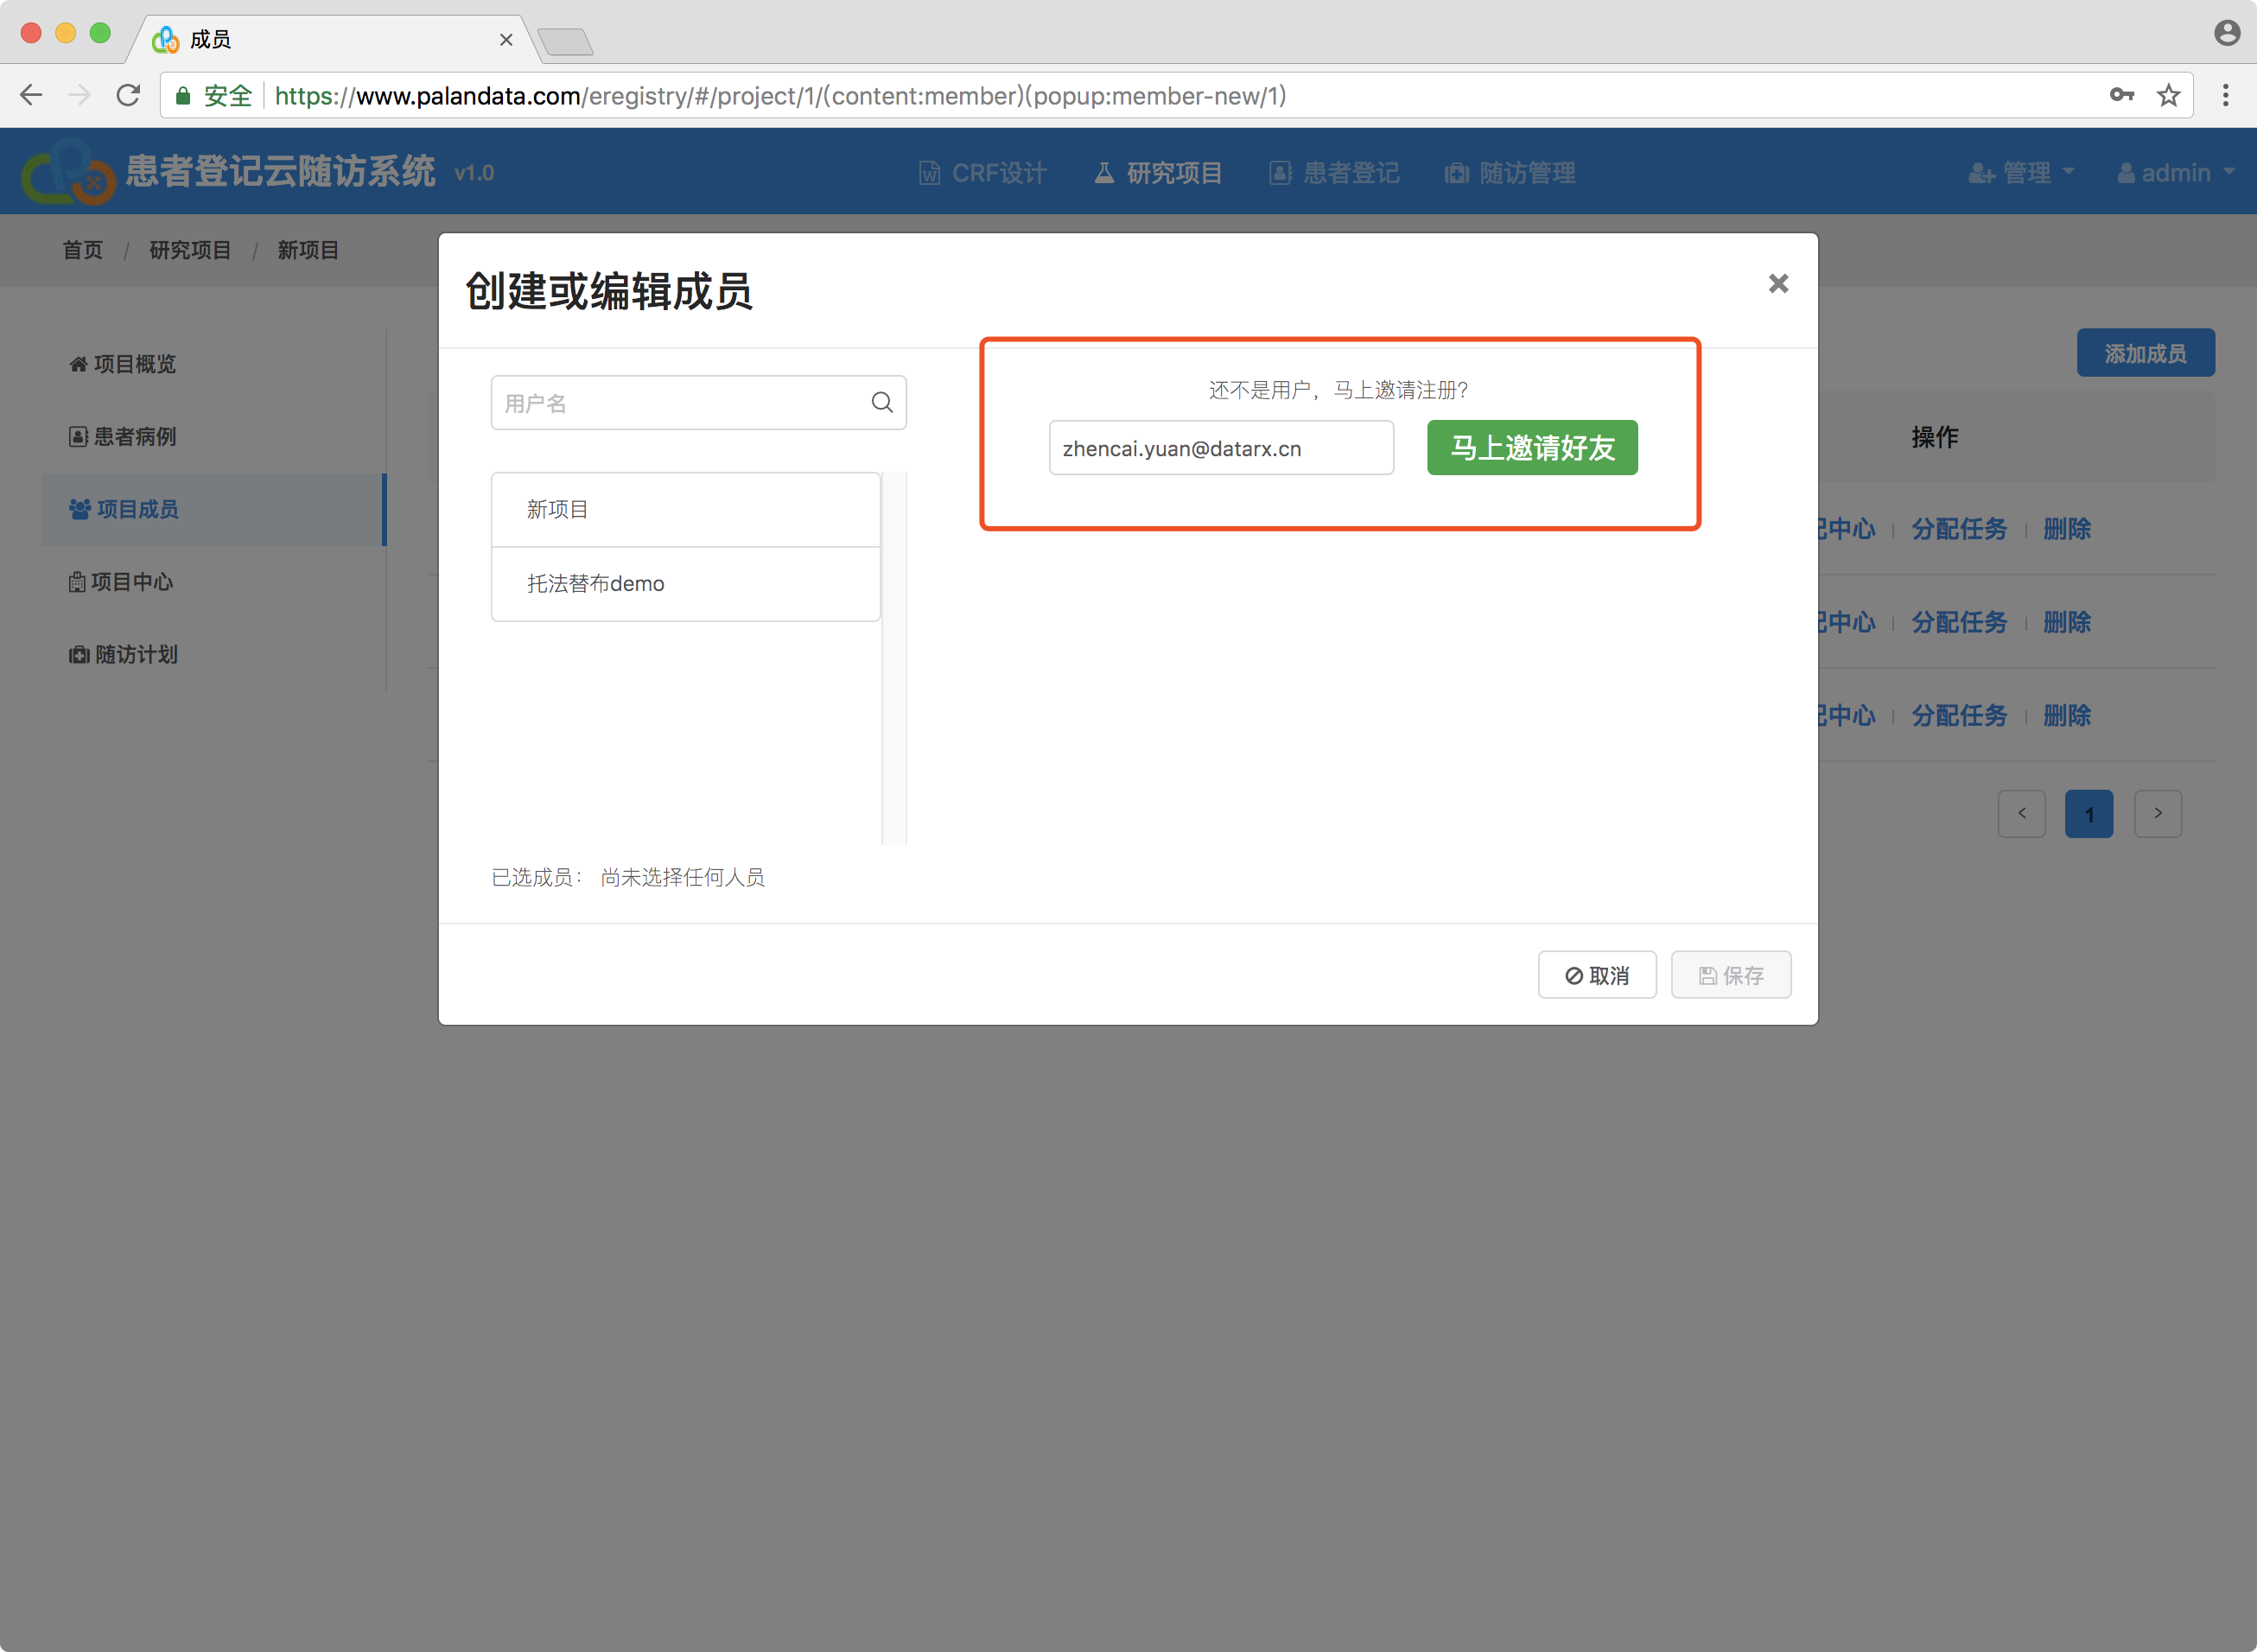 成员
安全 https://www.palandata.com/eregistry/#/project/1/(content:member)(popup:member-new/1)
患者登记云随访系统 v1.0 CRF设计 研究项目 患者登记 随访管理 管理 admin
首页 / 研究项目 / 新项目
创建或编辑成员
项目概览
患者病例
项目成员
项目中心
随访计划
用户名
新项目
托法替布demo
已选成员： 尚未选择任何人员
还不是用户，马上邀请注册？
zhencai.yuan@datarx.cn 马上邀请好友
取消 保存
添加成员
操作
中心 分配任务 删除
中心 分配任务 删除
中心 分配任务 删除
< 1 >